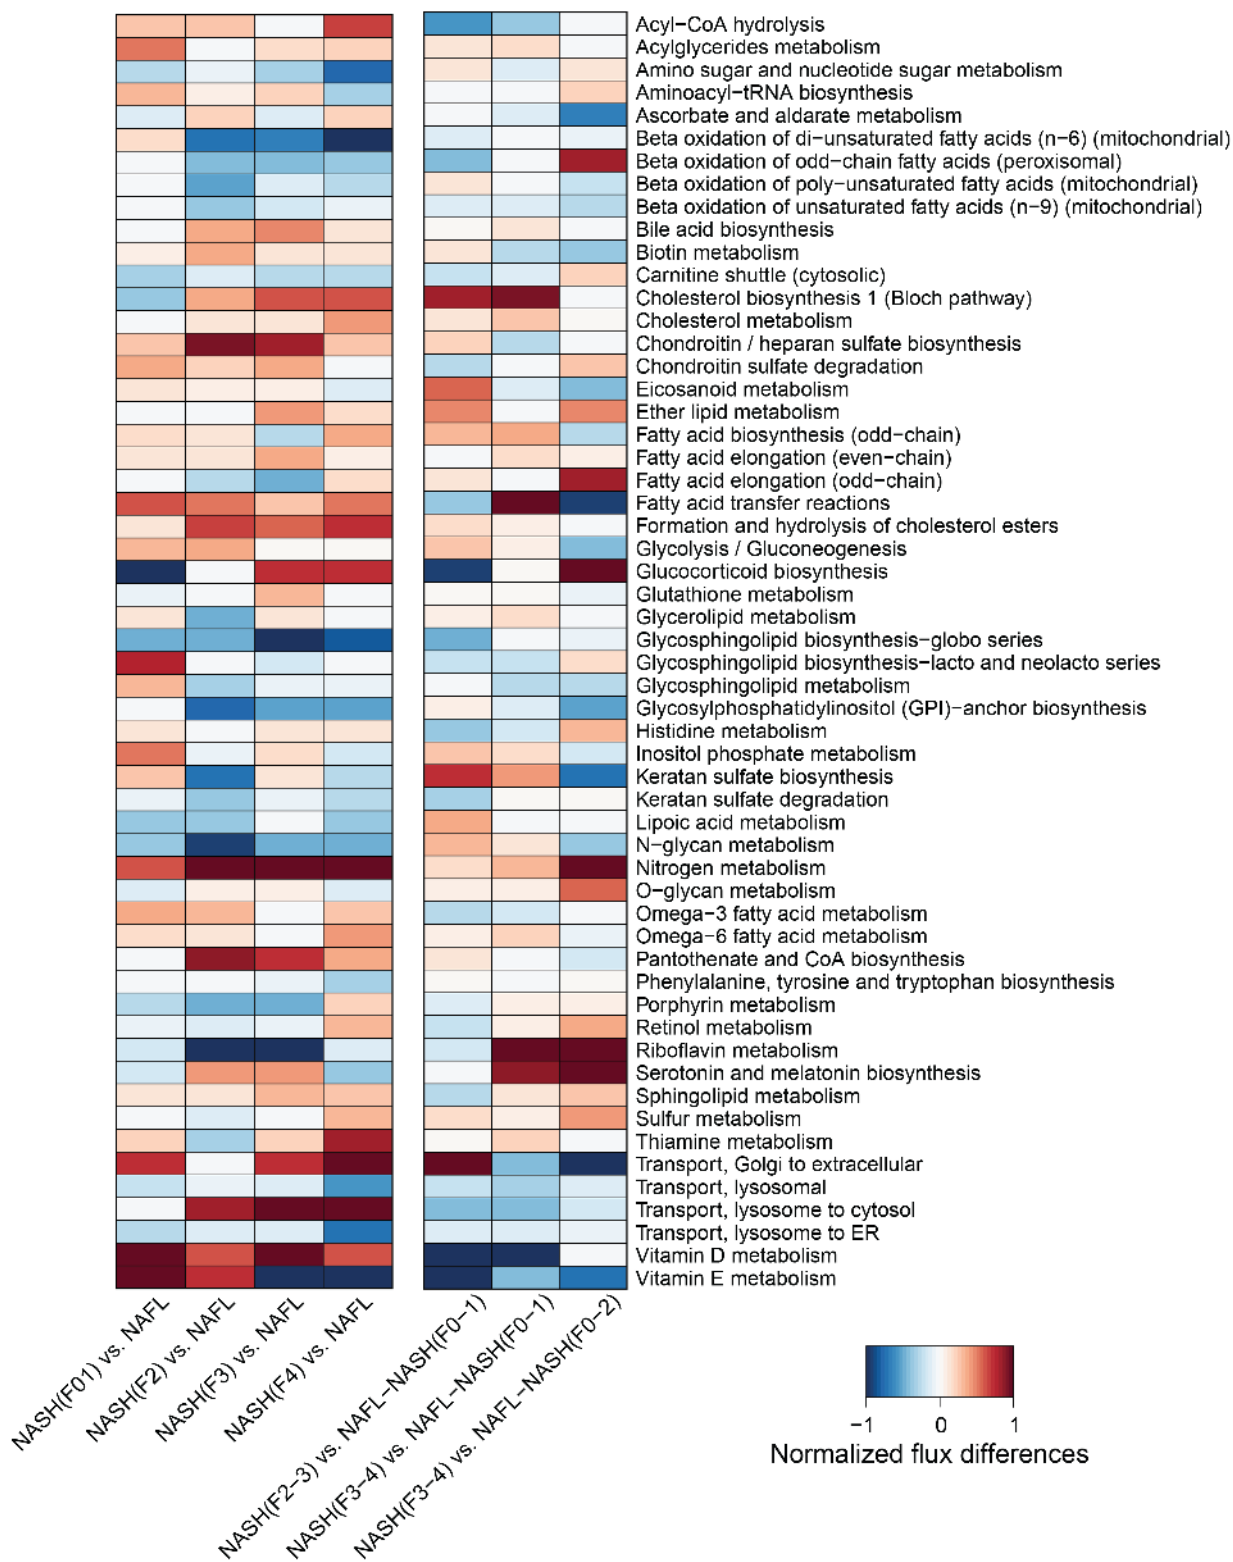 Acyl−CoA hydrolysis
Acylglycerides metabolism
Amino sugar and nucleotide sugar metabolism
Aminoacyl−tRNA biosynthesis
Ascorbate and aldarate metabolism
Beta oxidation of di−unsaturated fatty acids (n−6) (mitochondrial)
Beta oxidation of odd−chain fatty acids (peroxisomal)
Beta oxidation of poly−unsaturated fatty acids (mitochondrial)
Beta oxidation of unsaturated fatty acids (n−9) (mitochondrial)
Bile acid biosynthesis
Biotin metabolism
Carnitine shuttle (cytosolic)
Cholesterol biosynthesis 1 (Bloch pathway)
Cholesterol metabolism
Chondroitin / heparan sulfate biosynthesis
Chondroitin sulfate degradation
Eicosanoid metabolism
Ether lipid metabolism
Fatty acid biosynthesis (odd−chain)
Fatty acid elongation (even−chain)
Fatty acid elongation (odd−chain)
Fatty acid transfer reactions
Formation and hydrolysis of cholesterol esters
Glycolysis / Gluconeogenesis
Glucocorticoid biosynthesis
Glutathione metabolism
Glycerolipid metabolism
Glycosphingolipid biosynthesis−globo series
Glycosphingolipid biosynthesis−lacto and neolacto series
Glycosphingolipid metabolism
Glycosylphosphatidylinositol (GPI)−anchor biosynthesis
Histidine metabolism
Inositol phosphate metabolism
Keratan sulfate biosynthesis
Keratan sulfate degradation
Lipoic acid metabolism
N−glycan metabolism
Nitrogen metabolism
O−glycan metabolism
Omega−3 fatty acid metabolism
Omega−6 fatty acid metabolism
Pantothenate and CoA biosynthesis
Phenylalanine, tyrosine and tryptophan biosynthesis
Porphyrin metabolism
Retinol metabolism
Riboflavin metabolism
Serotonin and melatonin biosynthesis
Sphingolipid metabolism
Sulfur metabolism
Thiamine metabolism
Transport, Golgi to extracellular
Transport, lysosomal
Transport, lysosome to cytosol
Transport, lysosome to ER
Vitamin D metabolism
Vitamin E metabolism
NASH(F01) vs. NAFL
NASH(F2) vs. NAFL
NASH(F3) vs. NAFL
NASH(F4) vs. NAFL
NASH(F2−3) vs. NAFL−NASH(F0−1)
NASH(F3−4) vs. NAFL−NASH(F0−1)
NASH(F3−4) vs. NAFL−NASH(F0−2)
−1 0 1
Normalized flux differences